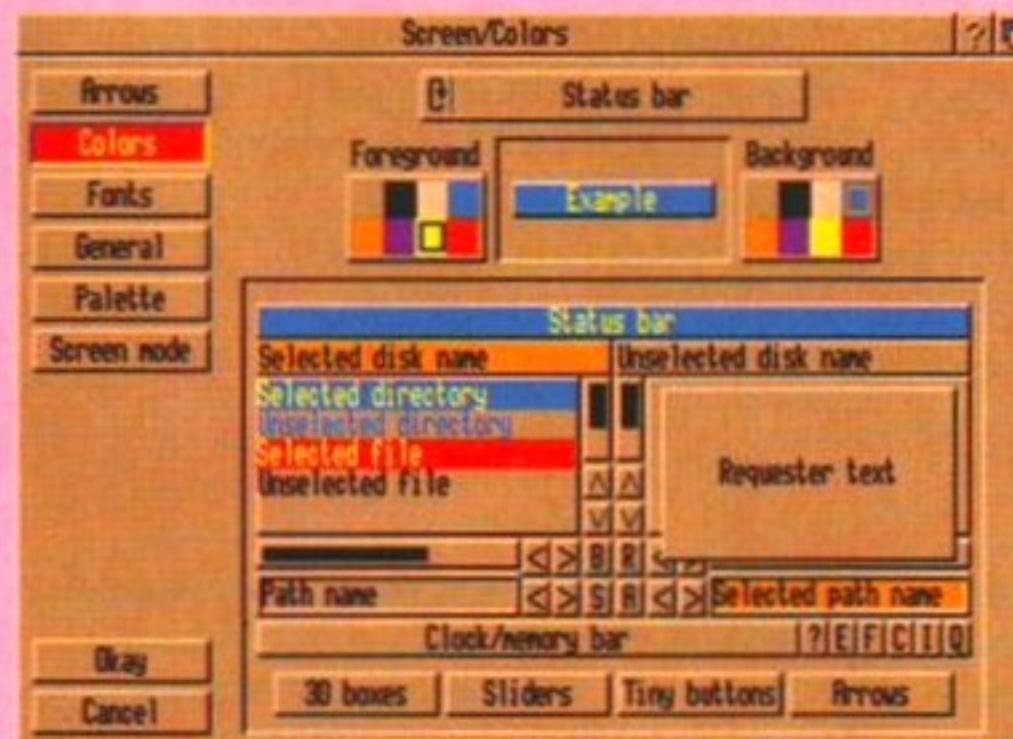 Screen/Colors ?
Arrows
Colors
Fonts
General
Palette
Screen mode
Status bar
Foreground
Example
Background
Status bar
Selected disk name
Unselected disk name
Selected directory
Unselected directory
Selected file
Unselected file
Requester text
< > B R <
Path name
< > S A < >
Selected path name
Clock/memory bar
? E F C I Q
3D boxes
Sliders
Tiny buttons
Arrows
Okay
Cancel